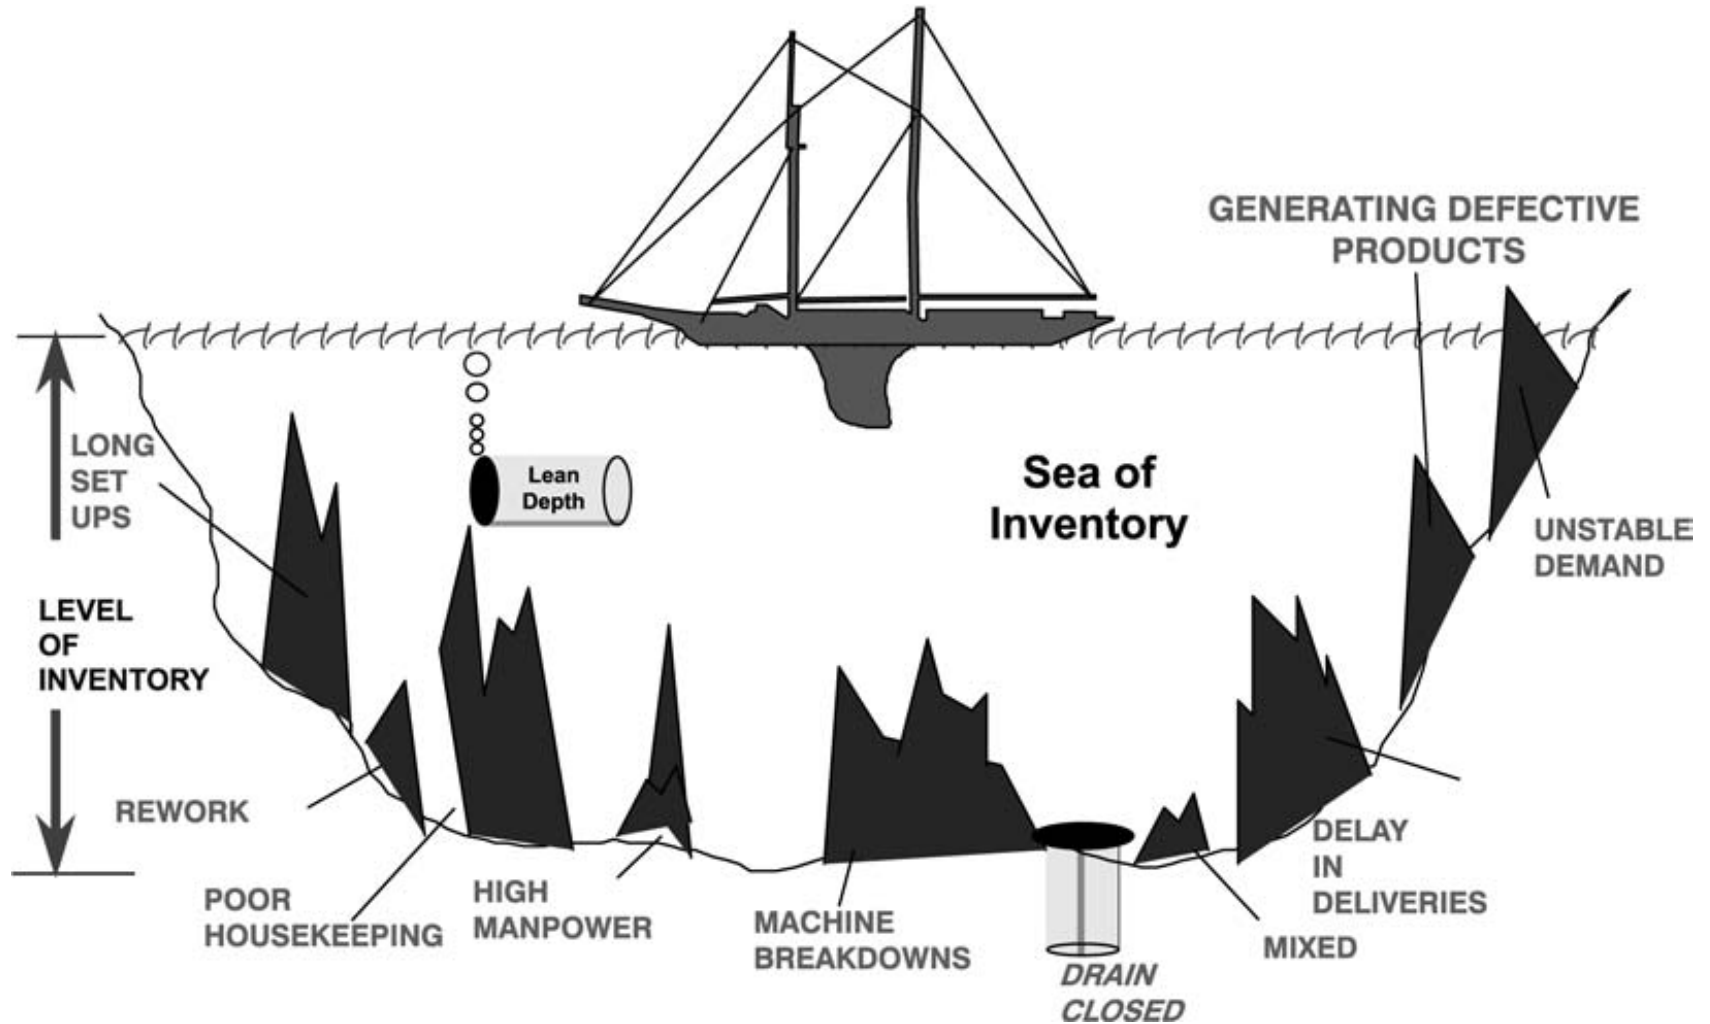 GENERATING DEFECTIVE
PRODUCTS
LONG
SET
UPS
Lean
Depth
Sea of
Inventory
UNSTABLE
DEMAND
LEVEL
OF
INVENTORY
REWORK
POOR
HOUSEKEEPING
HIGH
MANPOWER
MACHINE
BREAKDOWNS
DRAIN
CLOSED
MIXED
DELAY
IN
DELIVERIES